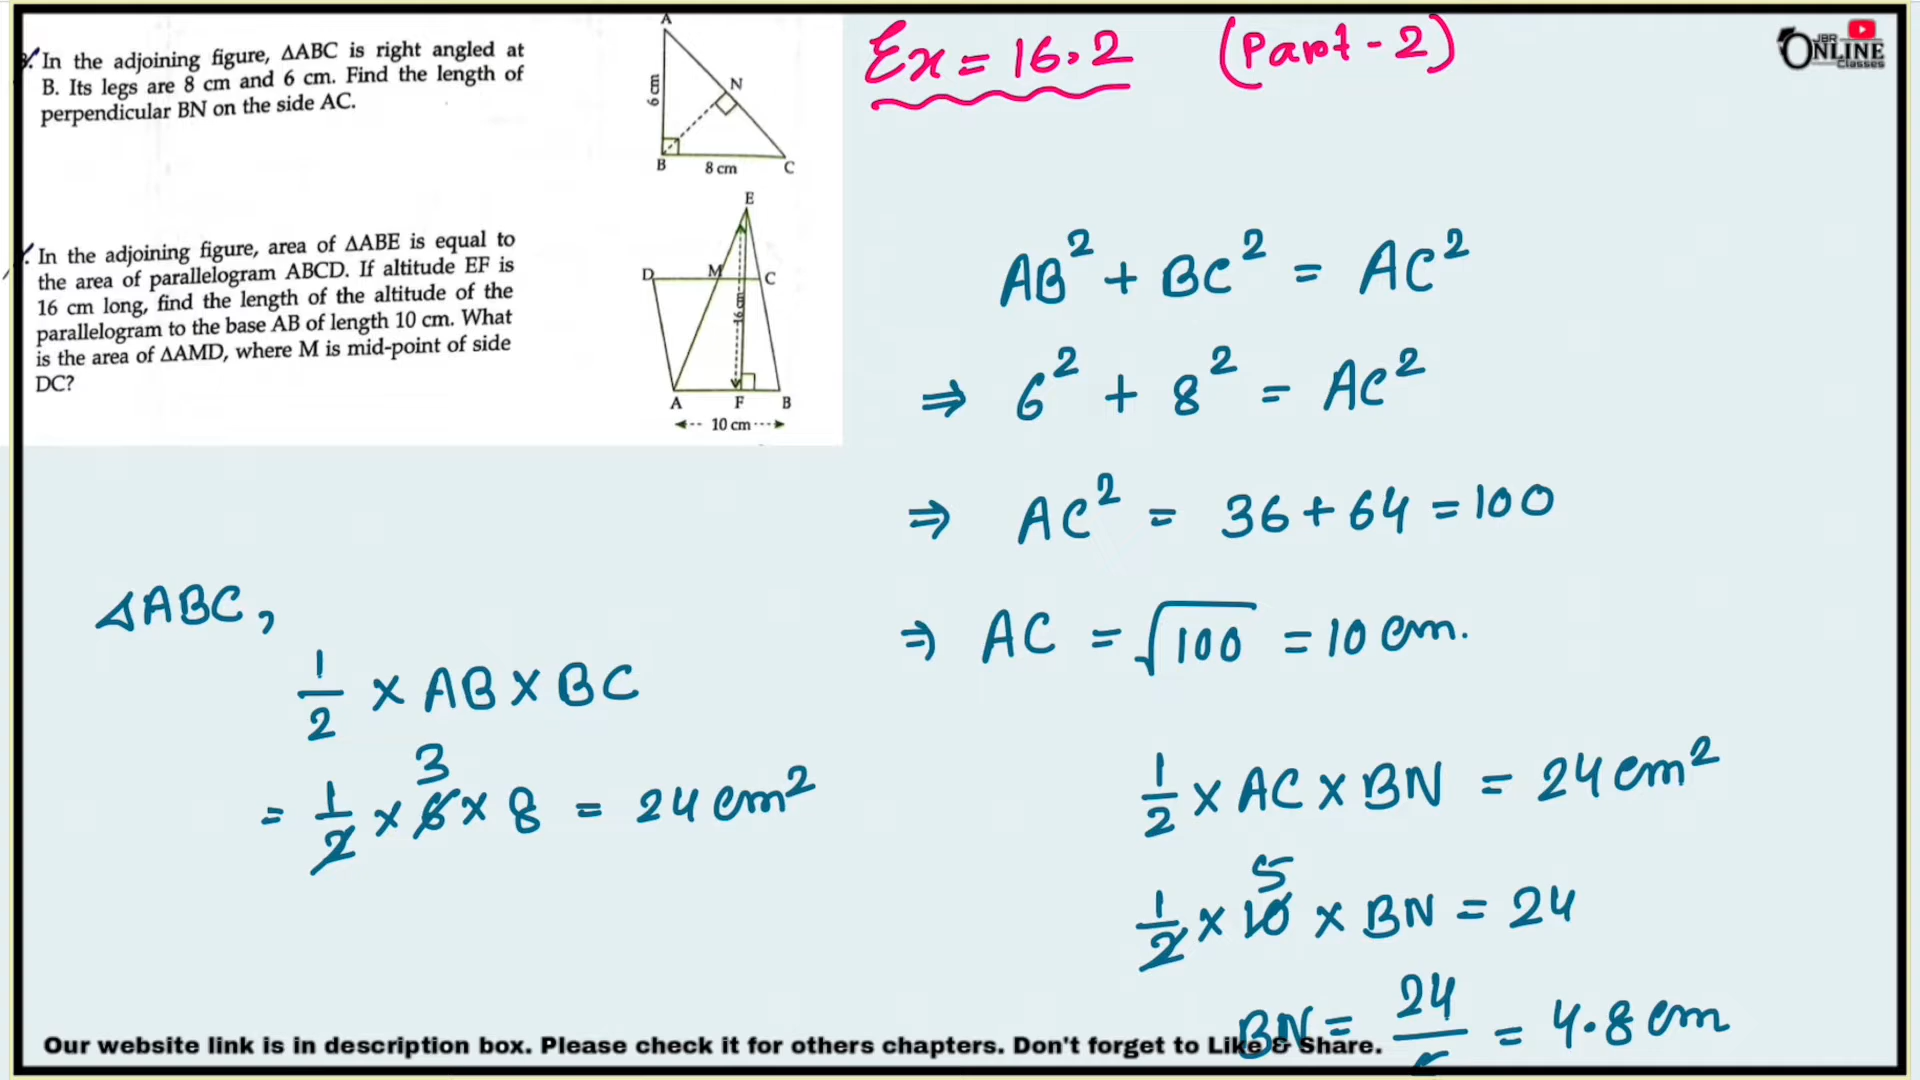 In the adjoining figure, ΔABC is right angled at
B. Its legs are 8 cm and 6 cm. Find the length of
perpendicular BN on the side AC.
A
6 cm
N
B
8 cm
C
In the adjoining figure, area of ΔABE is equal to
the area of parallelogram ABCD. If altitude EF is
16 cm long, find the length of the altitude of the
parallelogram to the base AB of length 10 cm. What
is the area of ΔAMD, where M is mid-point of side
DC?
E
D
M
C
A
F
B
10 cm
Ex = 16.2 (Part - 2)
JBR
ONLINE
Classes
AB² + BC² = AC²
⇒ 6² + 8² = AC²
⇒ AC² = 36 + 64 = 100
⇒ AC = √100 = 10 cm.
ΔABC,
1/2 × AB × BC
3
= 1/2 × 6 × 8 = 24 cm²
1/2 × AC × BN = 24 cm²
5
1/2 × 10 × BN = 24
BN = 24/ = 4.8 cm
Our website link is in description box. Please check it for others chapters. Don't forget to Like & Share.